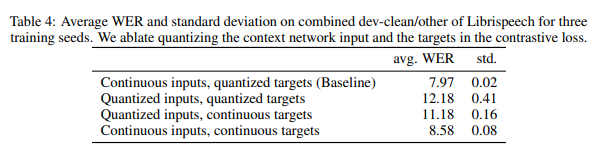 Table 4: Average WER and standard deviation on combined dev-clean/other of Librispeech for three
training seeds. We ablate quantizing the context network input and the targets in the contrastive loss.
avg. WER std.
Continuous inputs, quantized targets (Baseline) 7.97 0.02
Quantized inputs, quantized targets 12.18 0.41
Quantized inputs, continuous targets 11.18 0.16
Continuous inputs, continuous targets 8.58 0.08